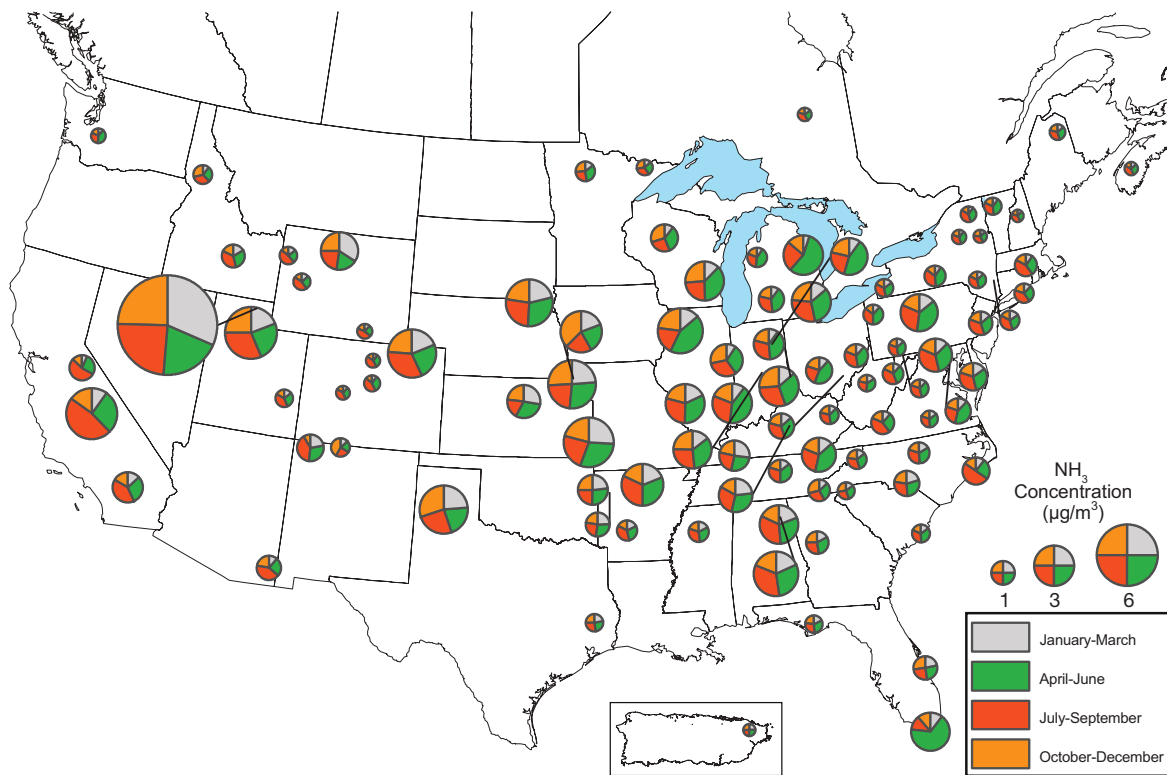 NH3
Concentration
(µg/m³)
1 3 6
January-March
April-June
July-September
October-December